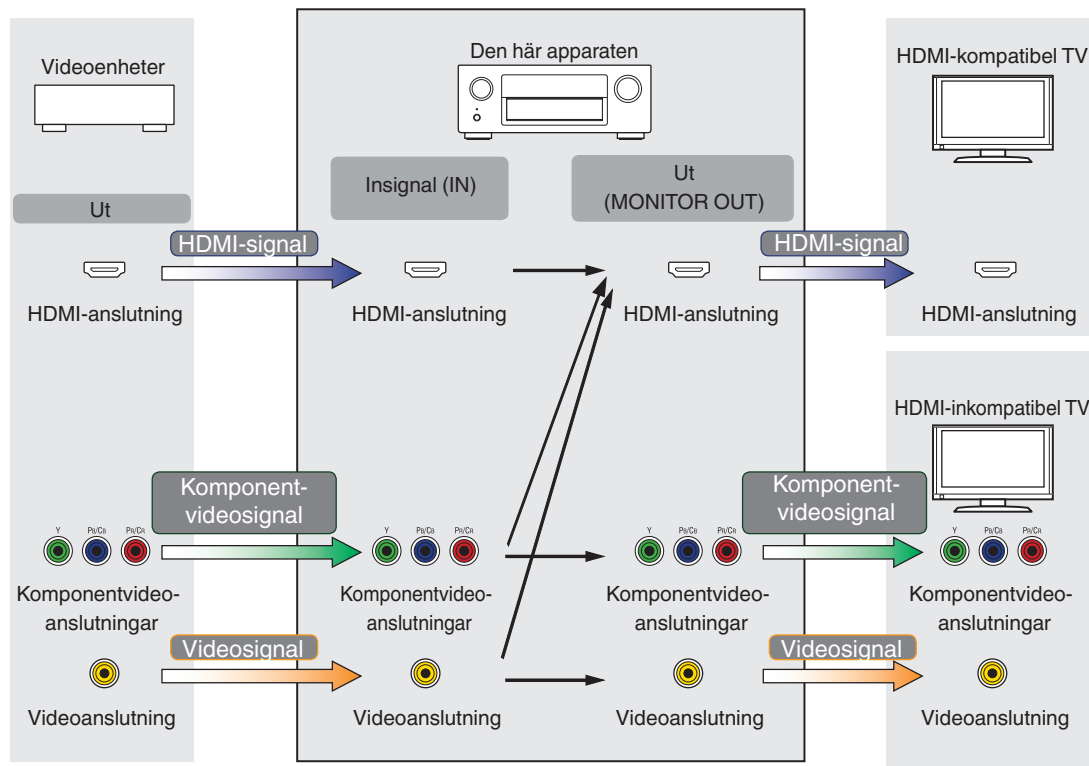 Den här apparaten
Videoenheter
HDMI-kompatibel TV
Insignal (IN)
Ut
(MONITOR OUT)
Ut
HDMI-signal
HDMI-signal
HDMI-anslutning
HDMI-anslutning
HDMI-anslutning
HDMI-anslutning
HDMI-inkompatibel TV
Komponent-
videosignal
Komponent-
videosignal
Y PB/CB PR/CR
Y PB/CB PR/CR
Y PB/CB PR/CR
Y PB/CB PR/CR
Komponentvideo-
anslutningar
Komponentvideo-
anslutningar
Komponentvideo-
anslutningar
Komponentvideo-
anslutningar
Videosignal
Videosignal
Videoanslutning
Videoanslutning
Videoanslutning
Videoanslutning